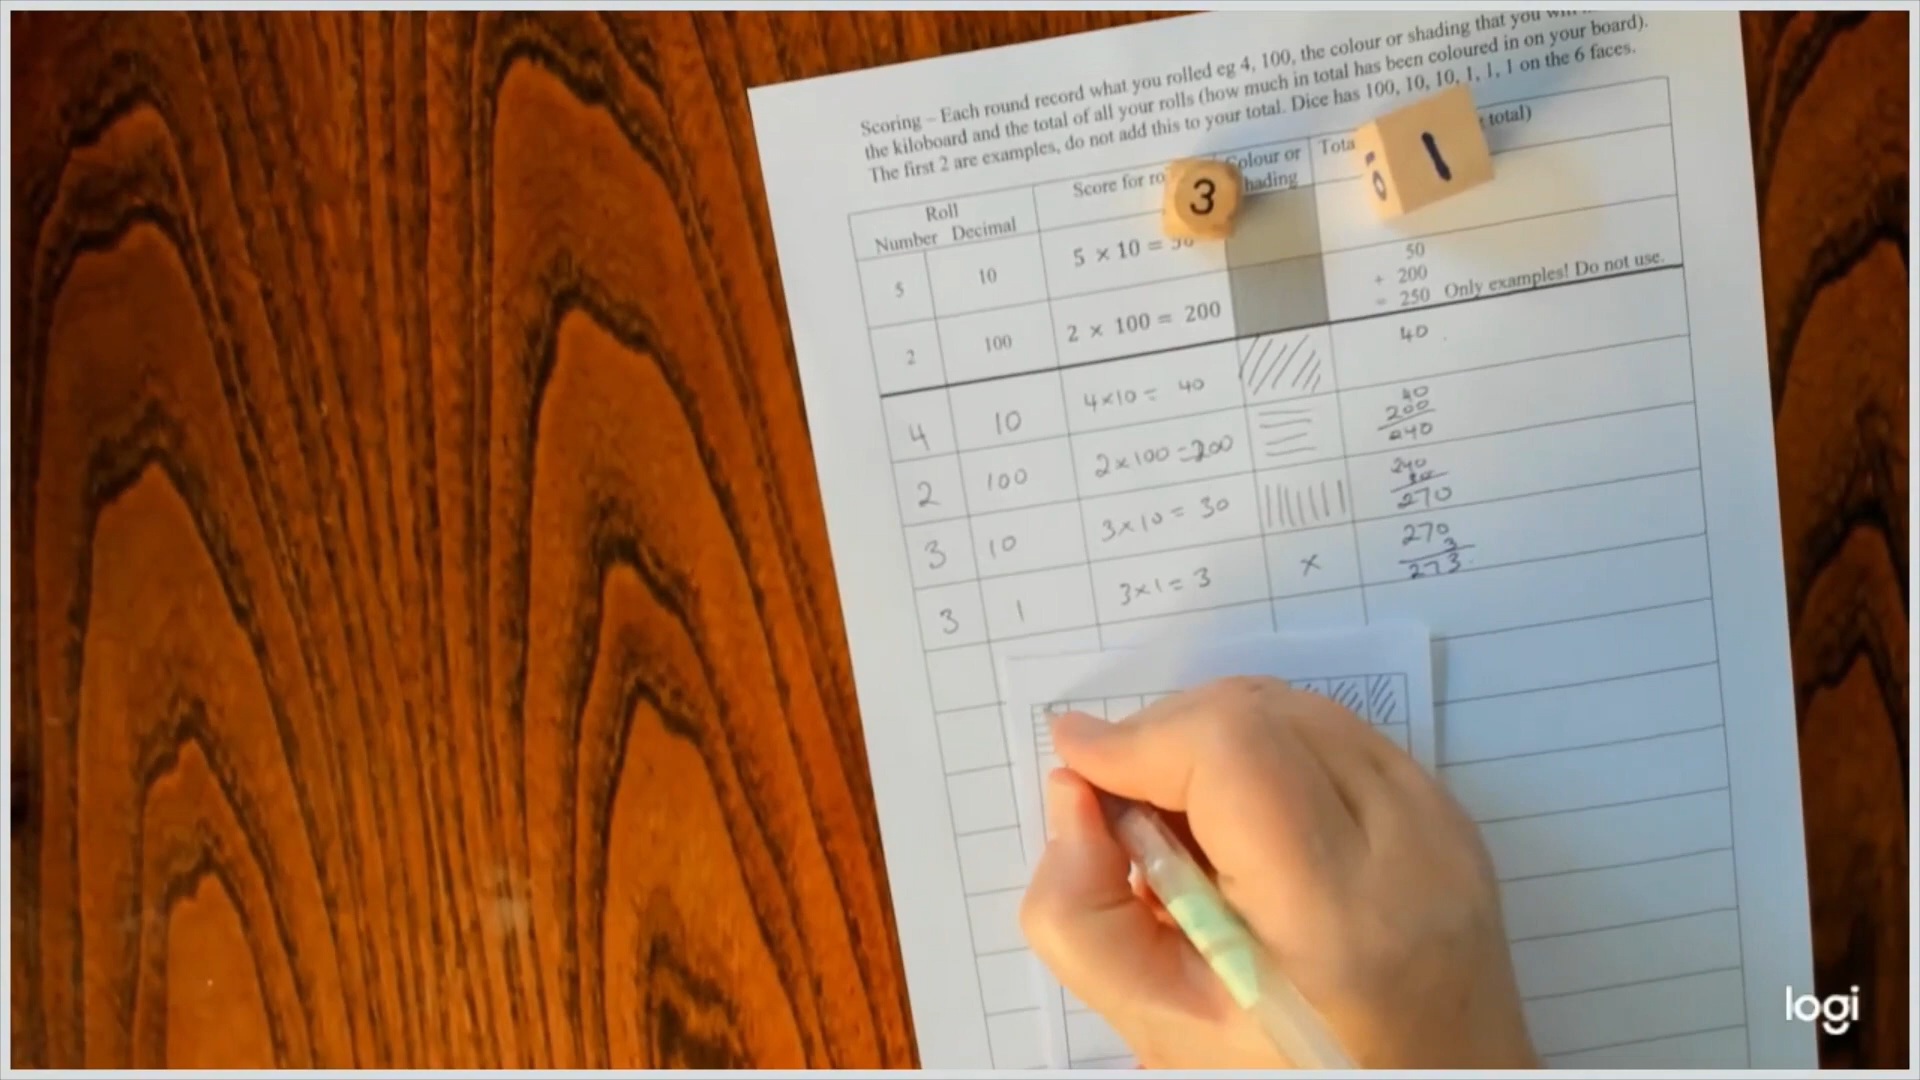 Scoring – Each round record what you rolled eg 4, 100, the colour or shading that you
the kiloboard and the total of all your rolls (how much in total has been coloured in on your board).
The first 2 are examples, do not add this to your total. Dice has 100, 10, 10, 1, 1, 1 on the 6 faces.
Roll
Number Decimal
Score for
Colour or
hading
total)
3
1
5 10 5 × 10 =
50
2 100 2 × 100 = 200
+ 200
= 250 Only examples! Do not use.
4 10 4×10 = 40 40
2 100 2×100 = 200
40
200
240
3 10 3×10 = 30
240
270
3 1 3×1 = 3 x
270
3
273
logi